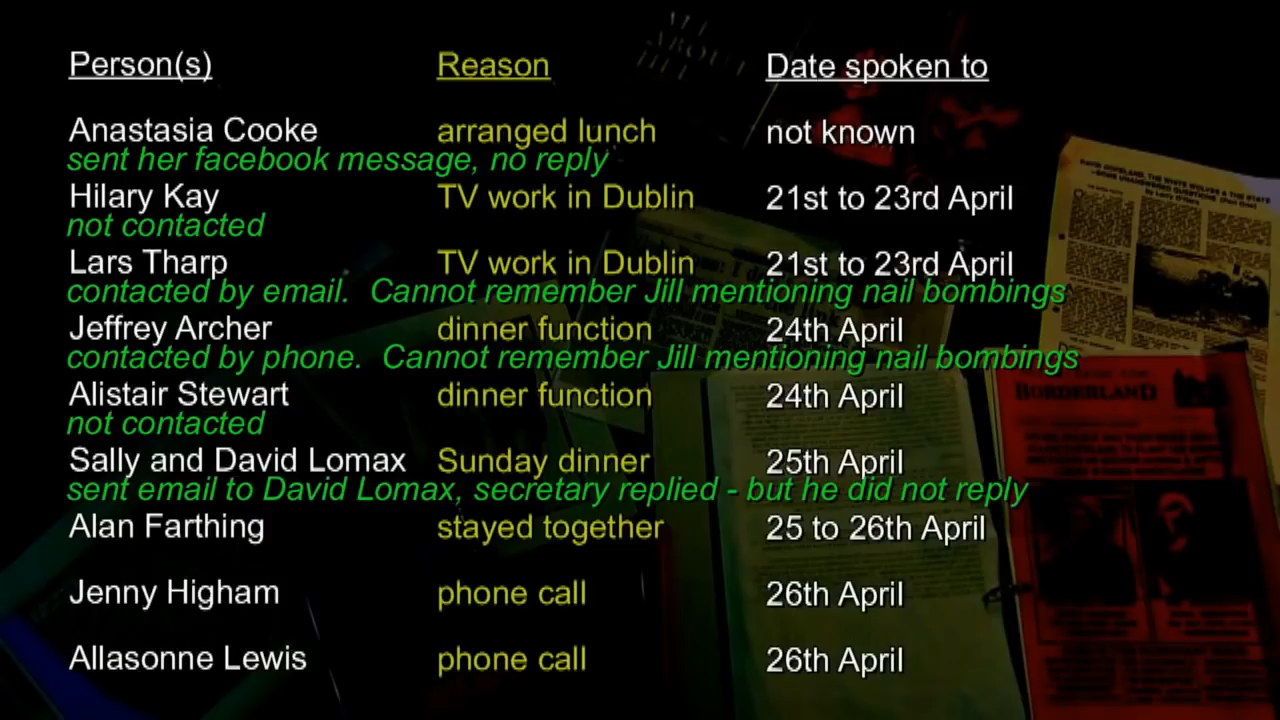 Person(s) Reason Date spoken to
Anastasia Cooke arranged lunch not known
sent her facebook message, no reply
Hilary Kay TV work in Dublin 21st to 23rd April
not contacted
Lars Tharp TV work in Dublin 21st to 23rd April
contacted by email. Cannot remember Jill mentioning nail bombings
Jeffrey Archer dinner function 24th April
contacted by phone. Cannot remember Jill mentioning nail bombings
Alistair Stewart dinner function 24th April
not contacted
Sally and David Lomax Sunday dinner 25th April
sent email to David Lomax, secretary replied - but he did not reply
Alan Farthing stayed together 25 to 26th April
Jenny Higham phone call 26th April
Allasonne Lewis phone call 26th April
BORDERLAND